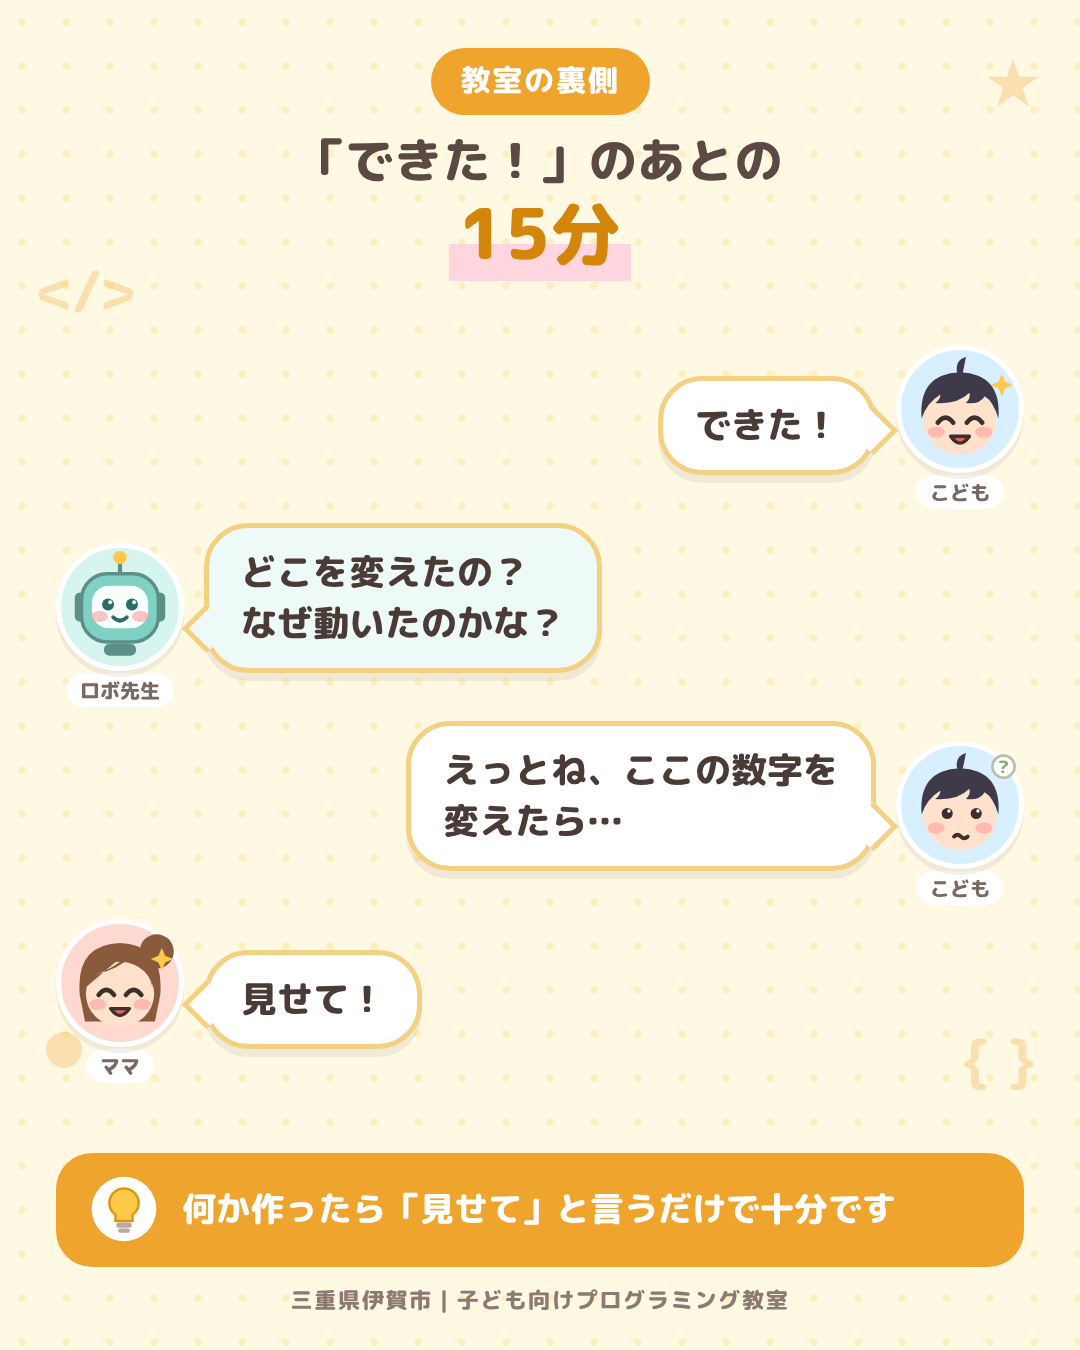 教室の裏側
「できた！」のあとの
15分
</>
できた！
こども
どこを変えたの？
なぜ動いたのかな？
ロボ先生
えっとね、ここの数字を
変えたら…
?
こども
見せて！
ママ
{ }
何か作ったら「見せて」と言うだけで十分です
三重県伊賀市｜子ども向けプログラミング教室